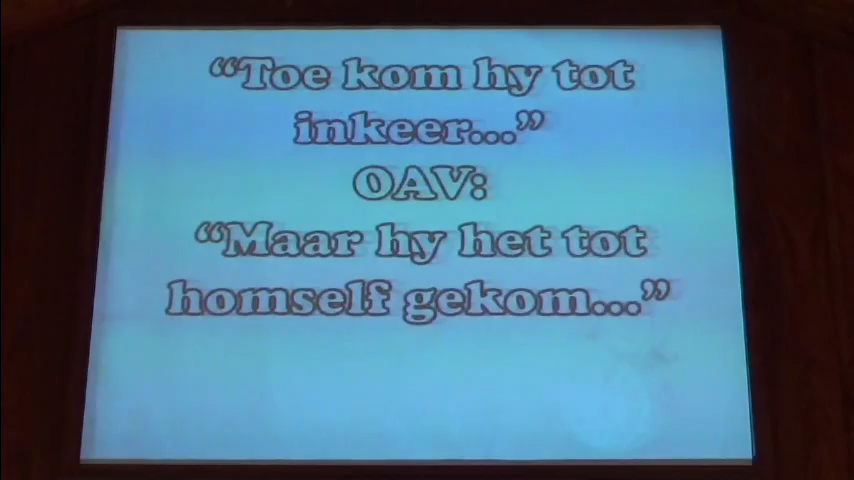 “Toe kom hy tot
inkeer...”
OAV:
“Maar hy het tot
homself gekom...”